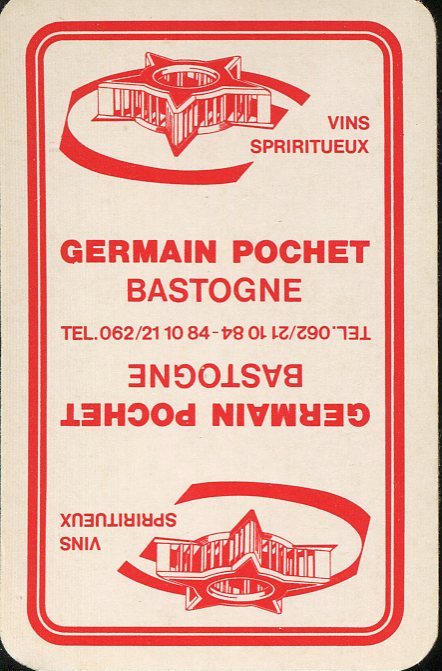 VINS
SPRIRITUEUX
GERMAIN POCHET
BASTOGNE
TEL. 062/21 10 84 - TEL. 062/21 10 84
BASTOGNE
GERMAIN POCHET
SPRIRITUEUX
VINS